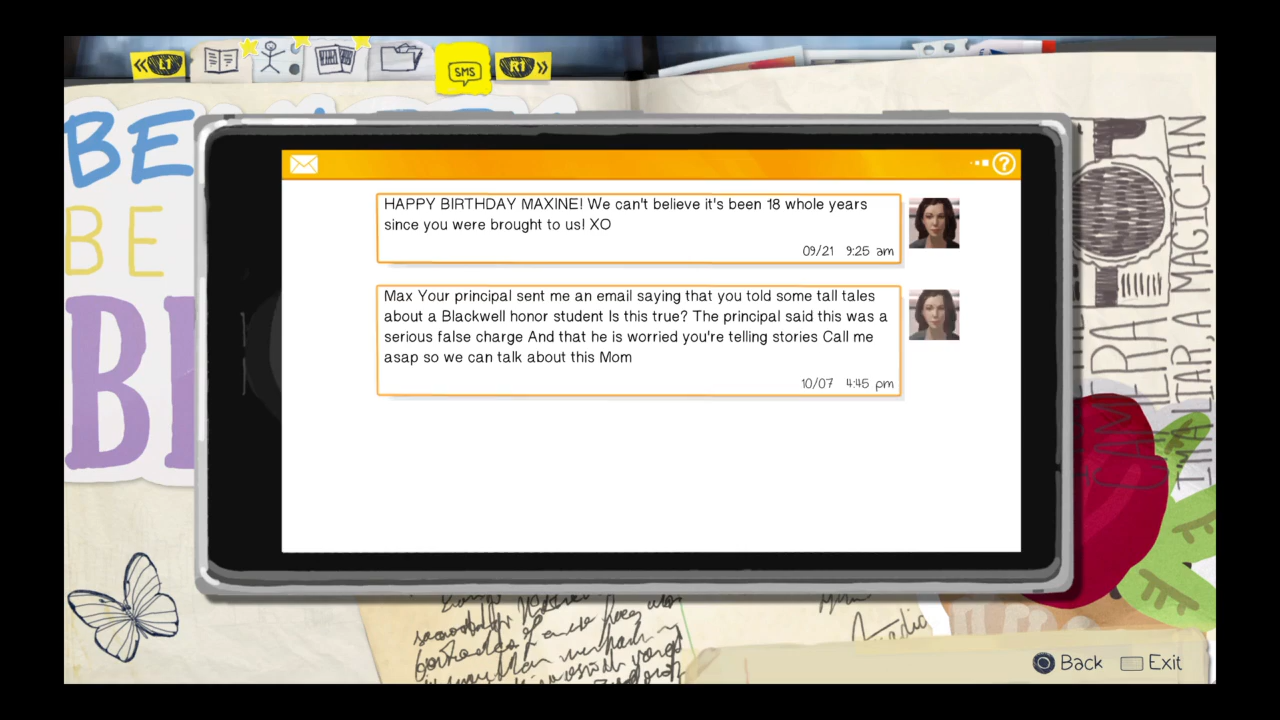 L1
SMS
R1
BE
HAPPY BIRTHDAY MAXINE! We can't believe it's been 18 whole years
since you were brought to us! XO
09/21 9:25 am
BE
Max Your principal sent me an email saying that you told some tall tales
about a Blackwell honor student Is this true? The principal said this was a
serious false charge And that he is worried you're telling stories Call me
asap so we can talk about this Mom
10/07 4:45 pm
I'M A LIAR, A MAGICIAN
CAMERA
Back
Exit